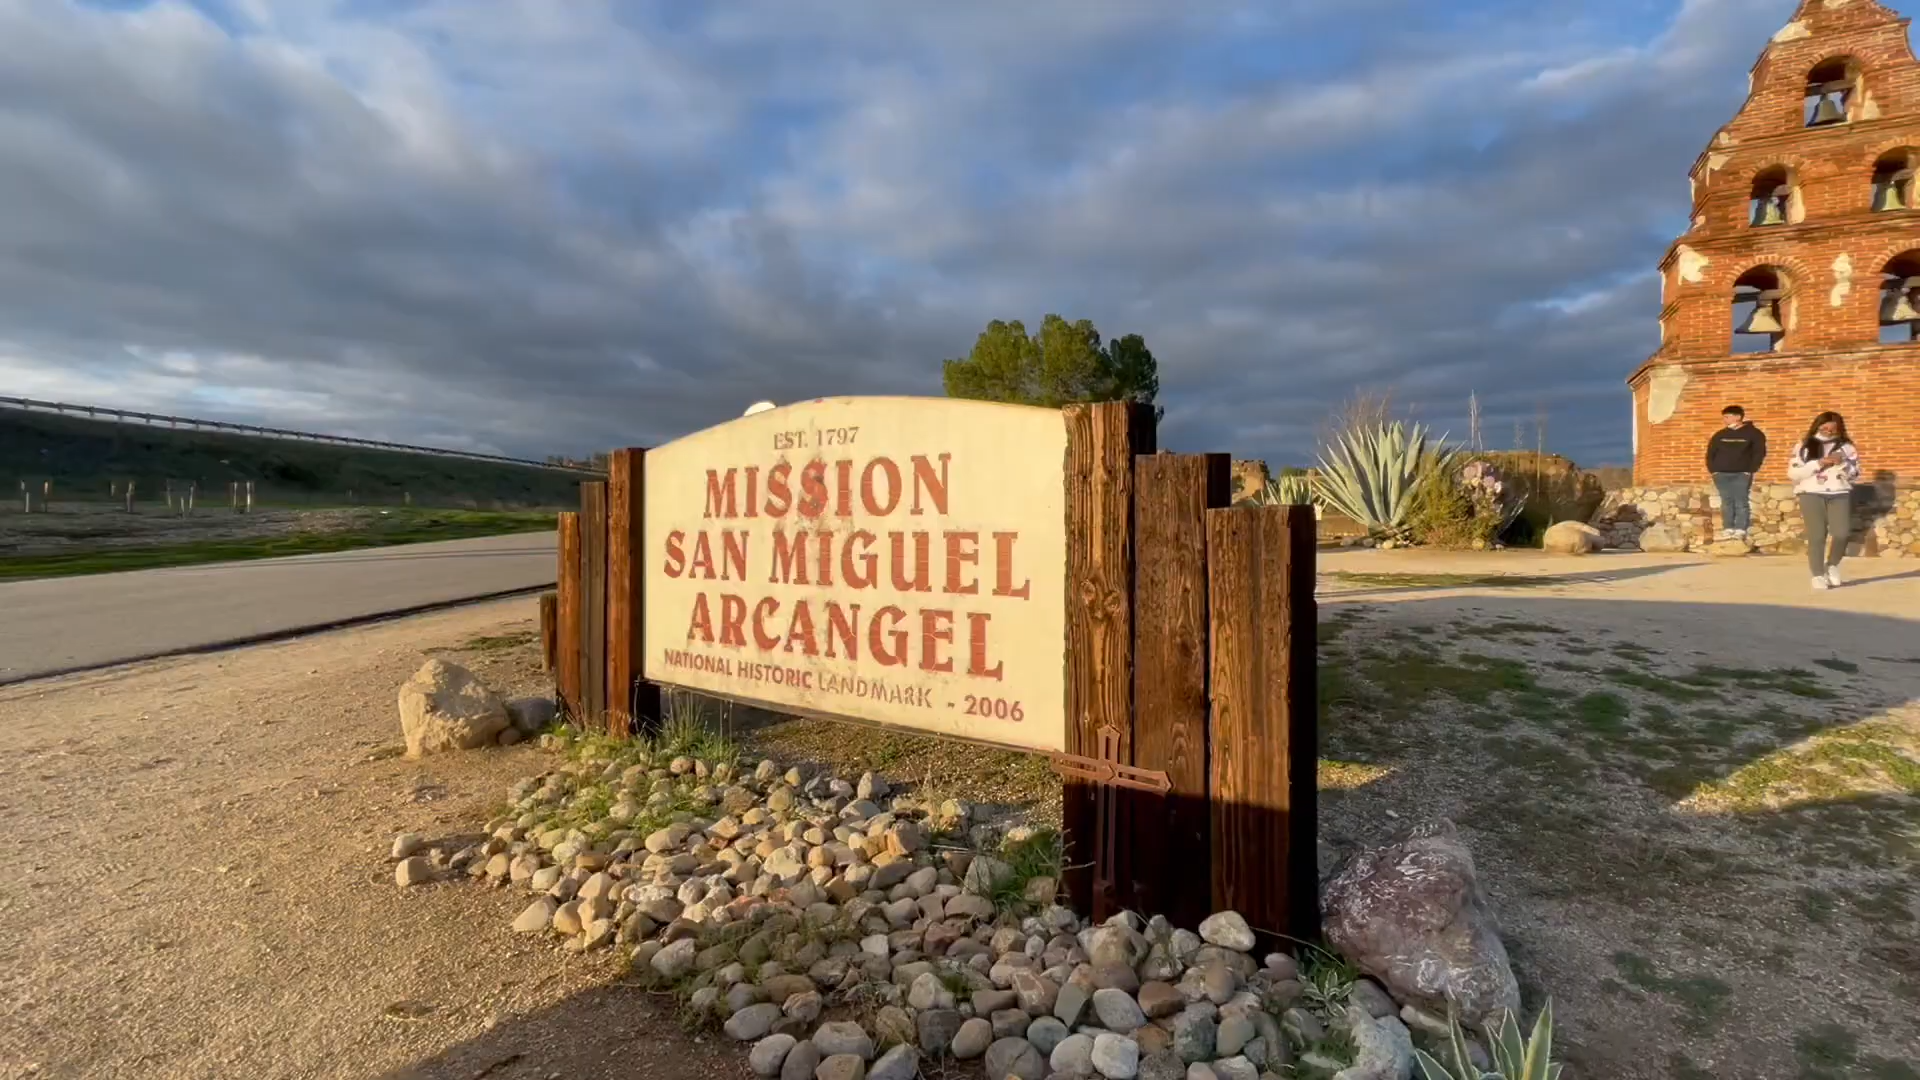 EST. 1797
MISSION
SAN MIGUEL
ARCANGEL
NATIONAL HISTORIC LANDMARK - 2006